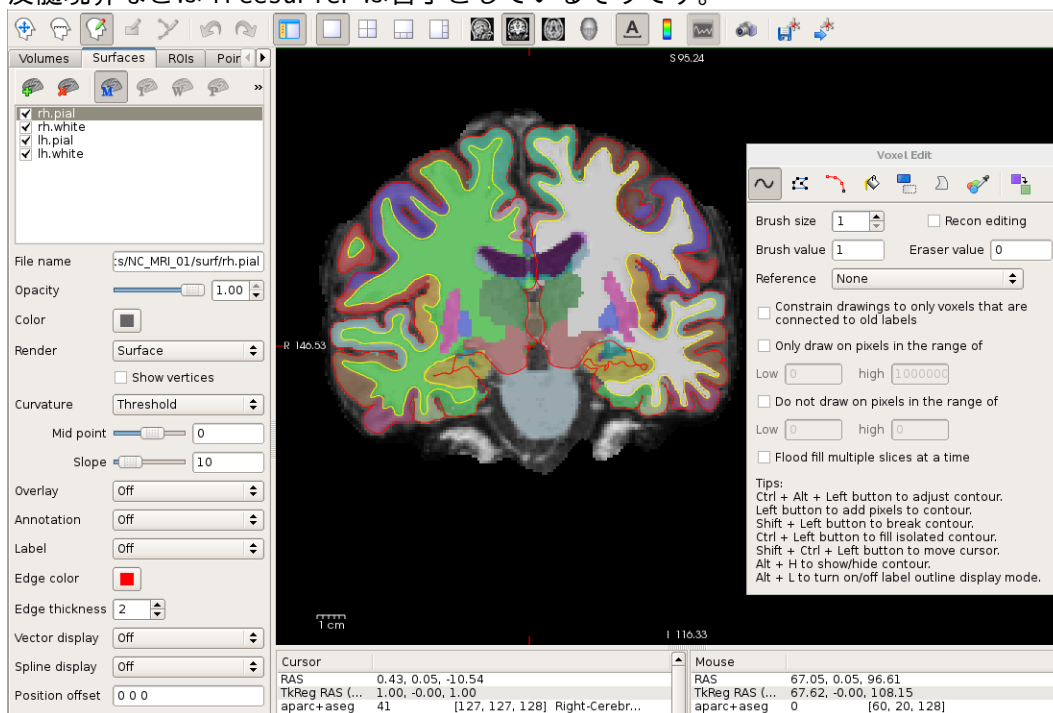 Volumes Surfaces ROIs Poir
rh.pial
rh.white
lh.pial
lh.white
File name :s/NC_MRI_01/surf/rh.pial
Opacity 1.00
Color
Render Surface
Show vertices
Curvature Threshold
Mid point 0
Slope 10
Overlay Off
Annotation Off
Label Off
Edge color
Edge thickness 2
Vector display Off
Spline display Off
Position offset 0 0 0
S 95.24
R 146.53
1 cm
I 116.33
Voxel Edit
Brush size 1 Recon editing
Brush value 1 Eraser value 0
Reference None
Constrain drawings to only voxels that are
connected to old labels
Only draw on pixels in the range of
Low 0 high 1000000
Do not draw on pixels in the range of
Low 0 high 0
Flood fill multiple slices at a time
Tips:
Ctrl + Alt + Left button to adjust contour.
Left button to add pixels to contour.
Shift + Left button to break contour.
Ctrl + Left button to fill isolated contour.
Shift + Ctrl + Left button to move cursor.
Alt + H to show/hide contour.
Alt + L to turn on/off label outline display mode.
Cursor
RAS 0.43, 0.05, -10.54
TkReg RAS (... 1.00, -0.00, 1.00
aparc+aseg 41 [127, 127, 128] Right-Cerebr...
Mouse
RAS 67.05, 0.05, 96.61
TkReg RAS (... 67.62, -0.00, 108.15
aparc+aseg 0 [60, 20, 128]